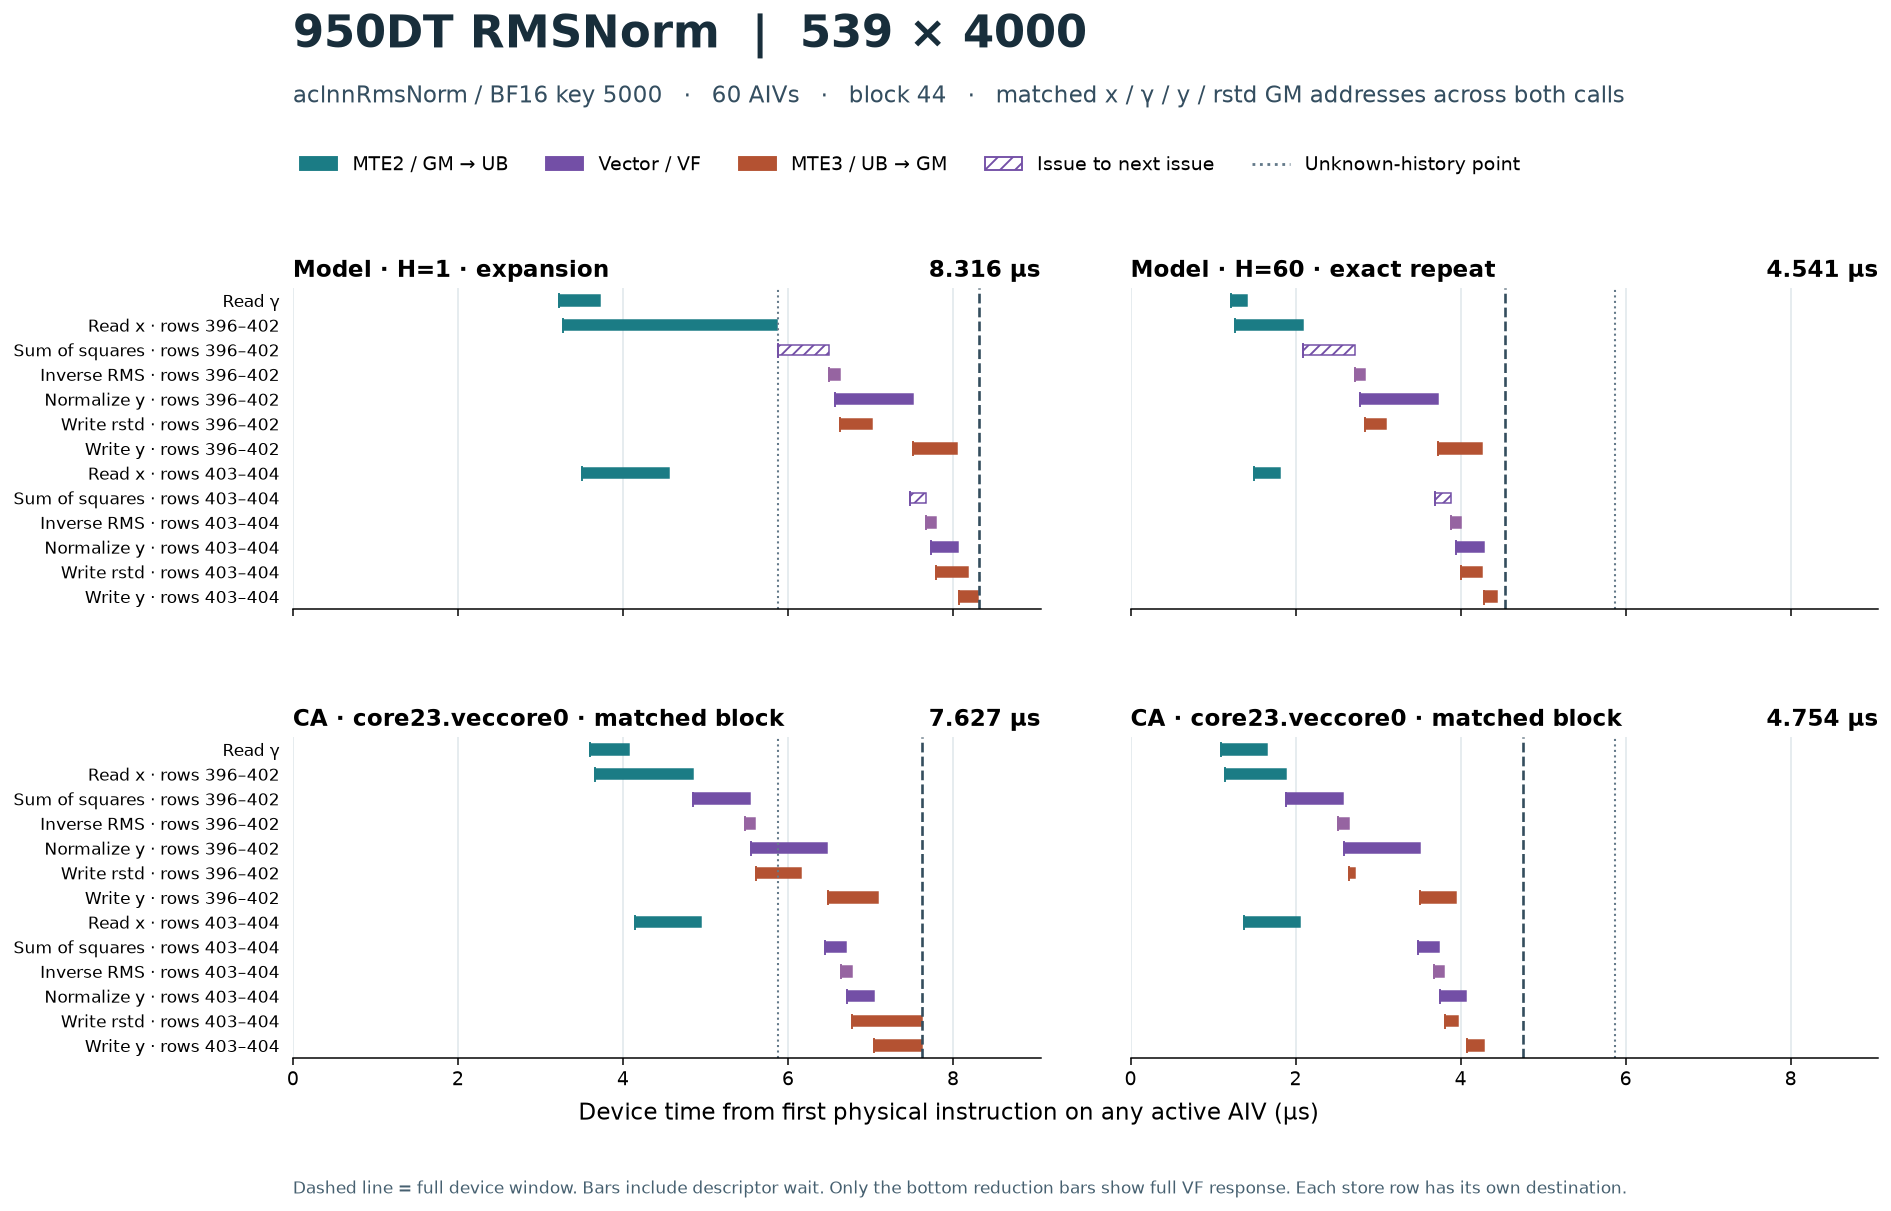 950DT RMSNorm | 539 × 4000
aclnnRmsNorm / BF16 key 5000 · 60 AIVs · block 44 · matched x / γ / y / rstd GM addresses across both calls
MTE2 / GM → UB
Vector / VF
MTE3 / UB → GM
Issue to next issue
Unknown-history point
Model · H=1 · expansion
8.316 µs
Model · H=60 · exact repeat
4.541 µs
Read γ
Read x · rows 396–402
Sum of squares · rows 396–402
Inverse RMS · rows 396–402
Normalize y · rows 396–402
Write rstd · rows 396–402
Write y · rows 396–402
Read x · rows 403–404
Sum of squares · rows 403–404
Inverse RMS · rows 403–404
Normalize y · rows 403–404
Write rstd · rows 403–404
Write y · rows 403–404
CA · core23.veccore0 · matched block
7.627 µs
CA · core23.veccore0 · matched block
4.754 µs
Read γ
Read x · rows 396–402
Sum of squares · rows 396–402
Inverse RMS · rows 396–402
Normalize y · rows 396–402
Write rstd · rows 396–402
Write y · rows 396–402
Read x · rows 403–404
Sum of squares · rows 403–404
Inverse RMS · rows 403–404
Normalize y · rows 403–404
Write rstd · rows 403–404
Write y · rows 403–404
0 2 4 6 8
0 2 4 6 8
Device time from first physical instruction on any active AIV (µs)
Dashed line = full device window. Bars include descriptor wait. Only the bottom reduction bars show full VF response. Each store row has its own destination.